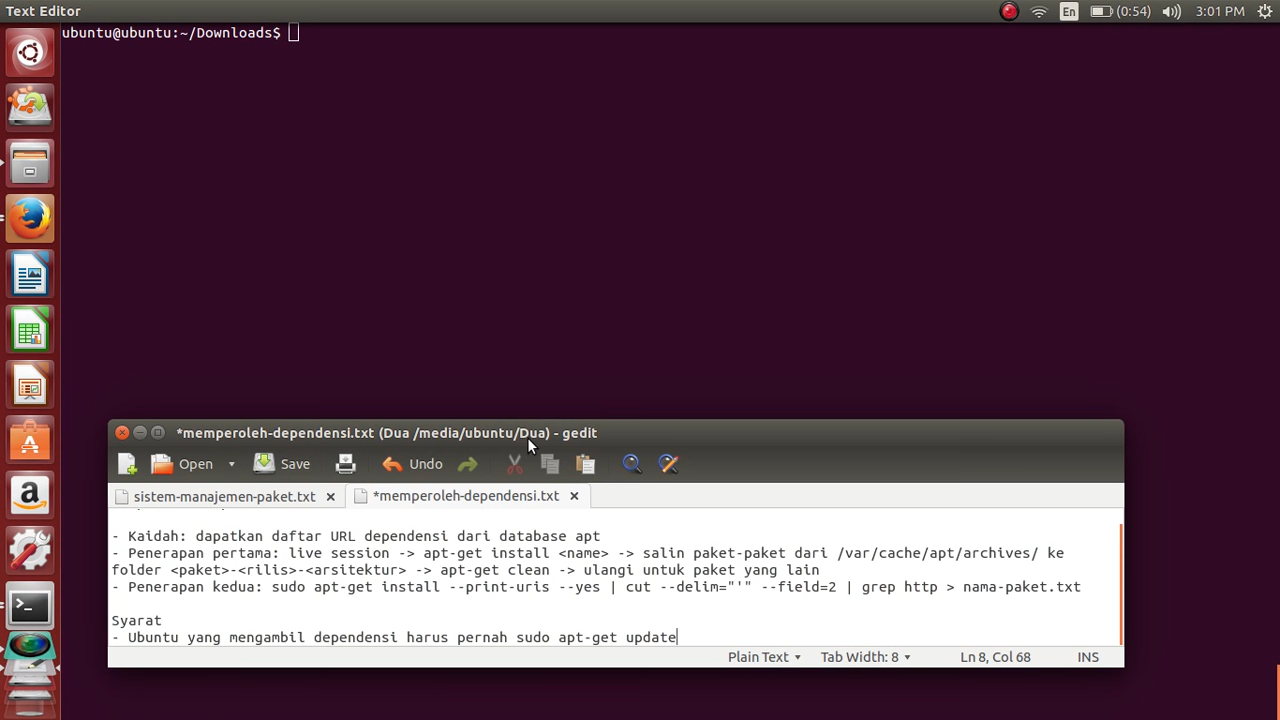 Text Editor
En
(0:54)
3:01 PM
ubuntu@ubuntu:~/Downloads$
*memperoleh-dependensi.txt (Dua /media/ubuntu/Dua) - gedit
Open
Save
Undo
sistem-manajemen-paket.txt
*memperoleh-dependensi.txt
- Kaidah: dapatkan daftar URL dependensi dari database apt
- Penerapan pertama: live session -> apt-get install <name> -> salin paket-paket dari /var/cache/apt/archives/ ke
folder <paket>-<rilis>-<arsitektur> -> apt-get clean -> ulangi untuk paket yang lain
- Penerapan kedua: sudo apt-get install --print-uris --yes | cut --delim="'" --field=2 | grep http > nama-paket.txt
Syarat
- Ubuntu yang mengambil dependensi harus pernah sudo apt-get update
Plain Text
Tab Width: 8
Ln 8, Col 68
INS